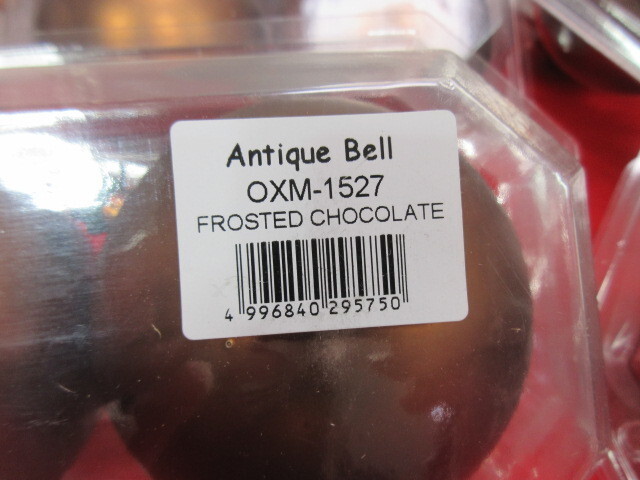 Antique Bell
OXM-1527
FROSTED CHOCOLATE
4 996840 295750